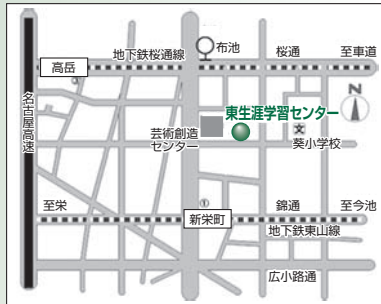 地下鉄桜通線
布池
桜通
至車道
高岳
①
名古屋高速
N
東生涯学習センター
芸術創造
センター
文
葵小学校
至栄
①
新栄町
錦通
至今池
地下鉄東山線
広小路通